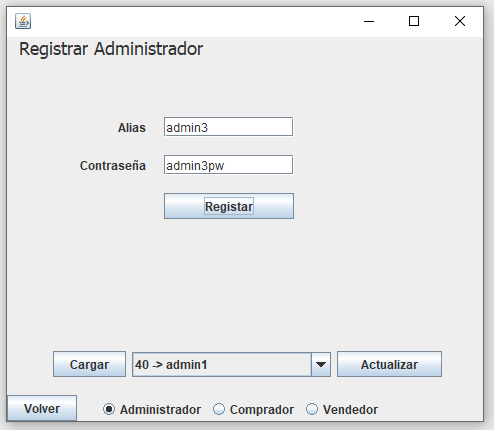 Registrar Administrador
Alias admin3
Contraseña admin3pw
Registar
Cargar 40 -> admin1 Actualizar
Volver Administrador Comprador Vendedor